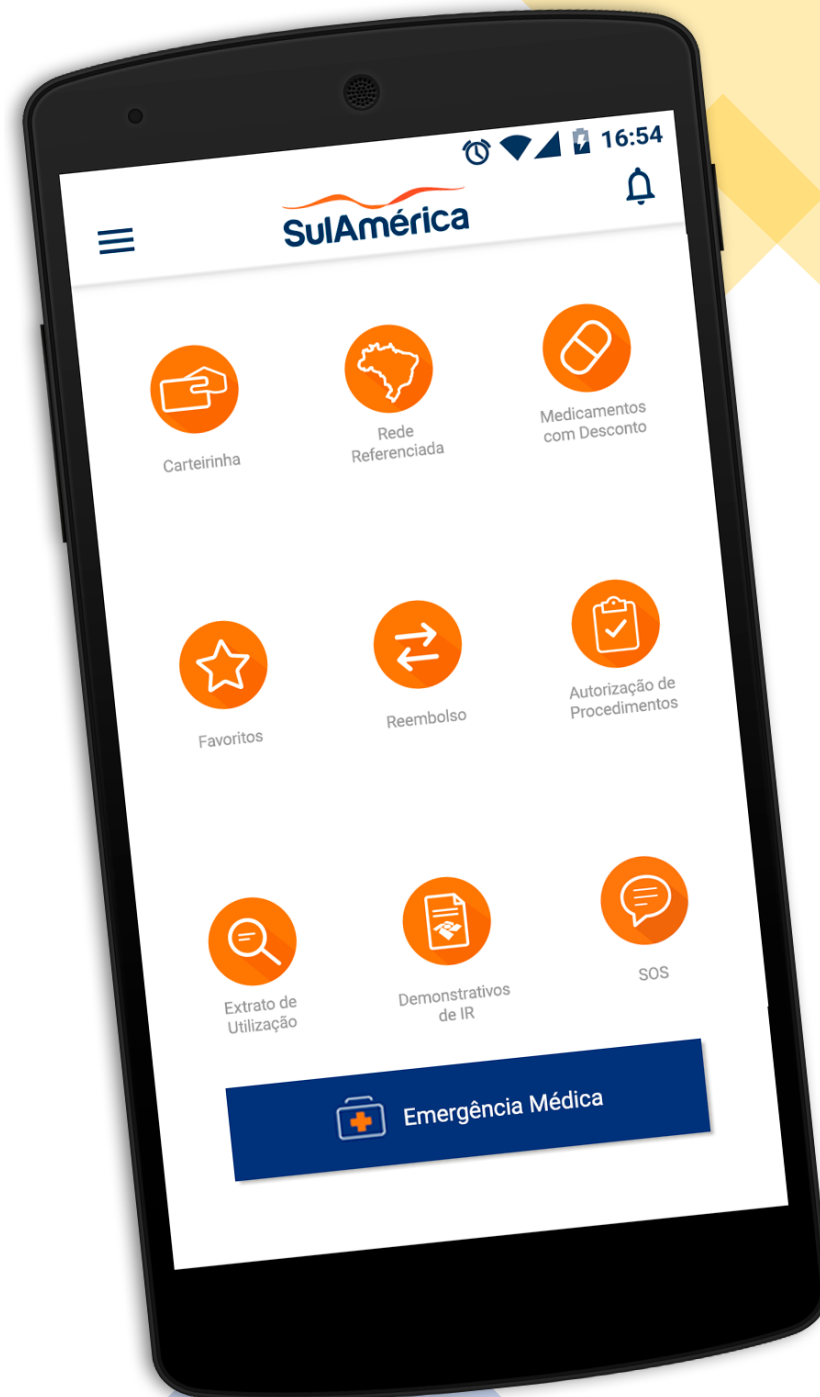 16:54
SulAmérica
Carteirinha
Rede
Referenciada
Medicamentos
com Desconto
Favoritos
Reembolso
Autorização de
Procedimentos
Extrato de
Utilização
Demonstrativos
de IR
SOS
Emergência Médica